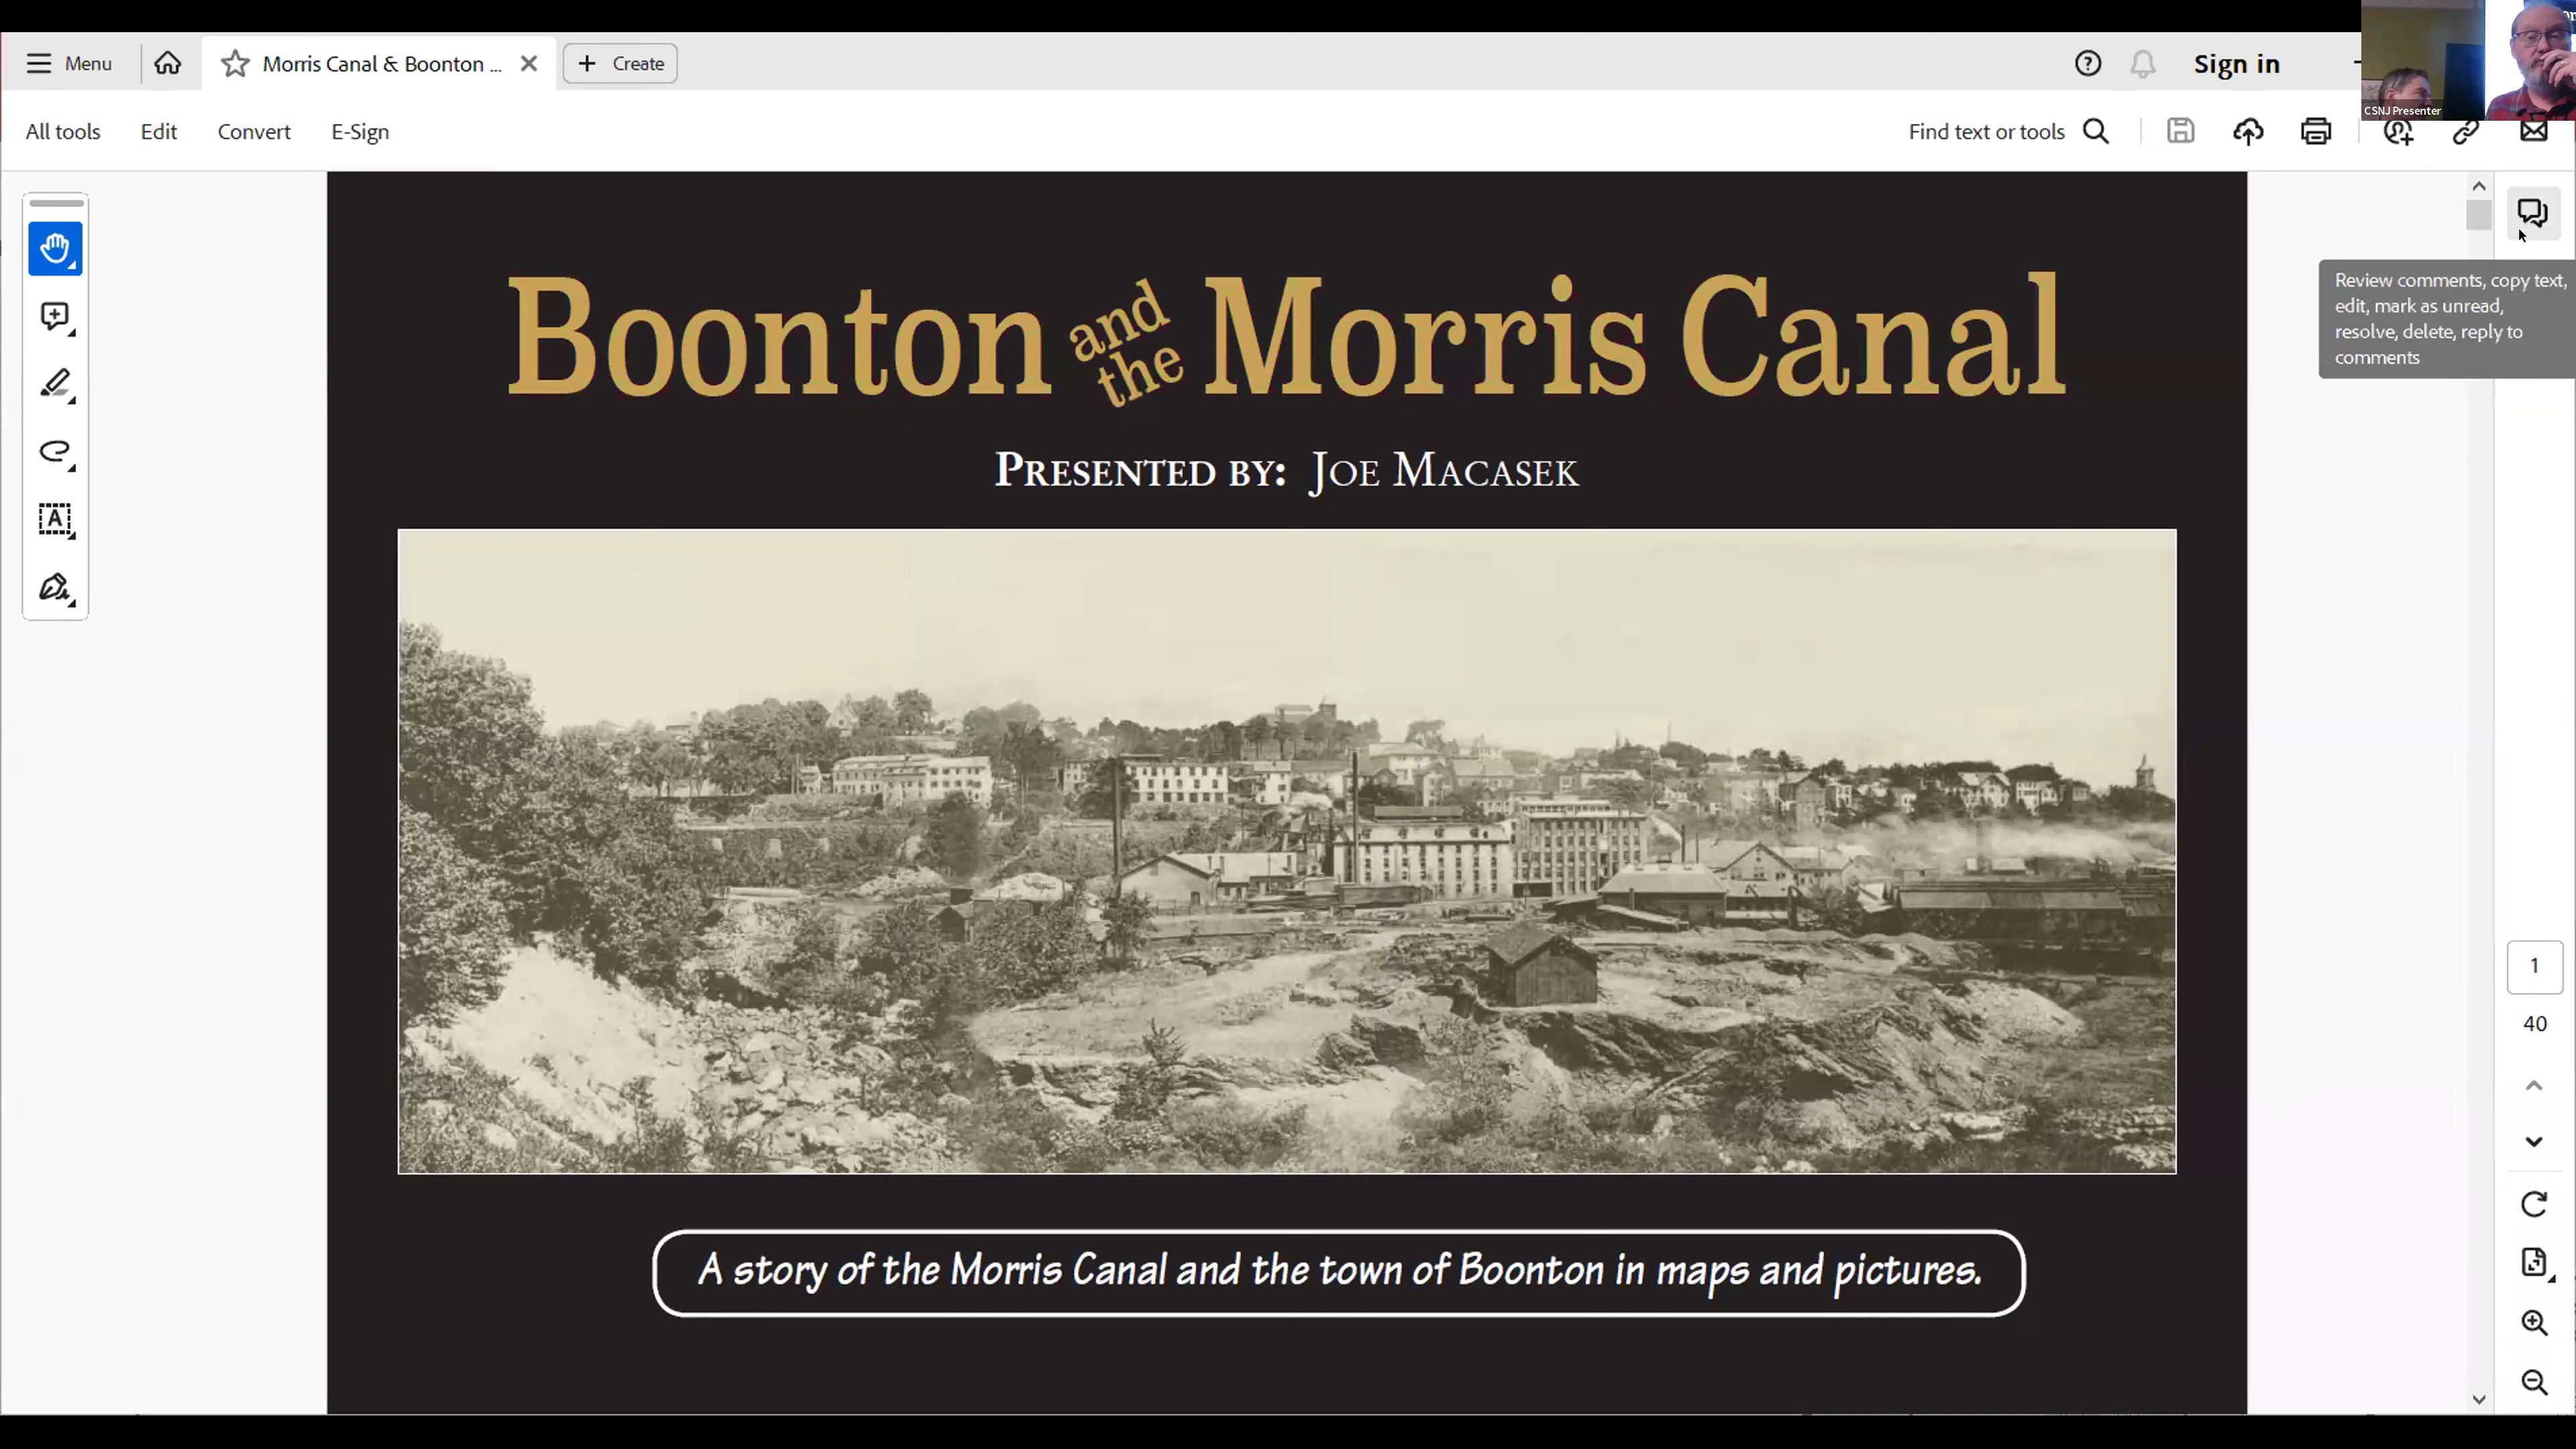 Menu
Morris Canal & Boonton ...
Create
Sign in
CSNJ Presenter
All tools
Edit
Convert
E-Sign
Find text or tools
Review comments, copy text,
edit, mark as unread,
resolve, delete, reply to
comments
Boonton and the Morris Canal
PRESENTED BY: JOE MACASEK
A story of the Morris Canal and the town of Boonton in maps and pictures.
1
40